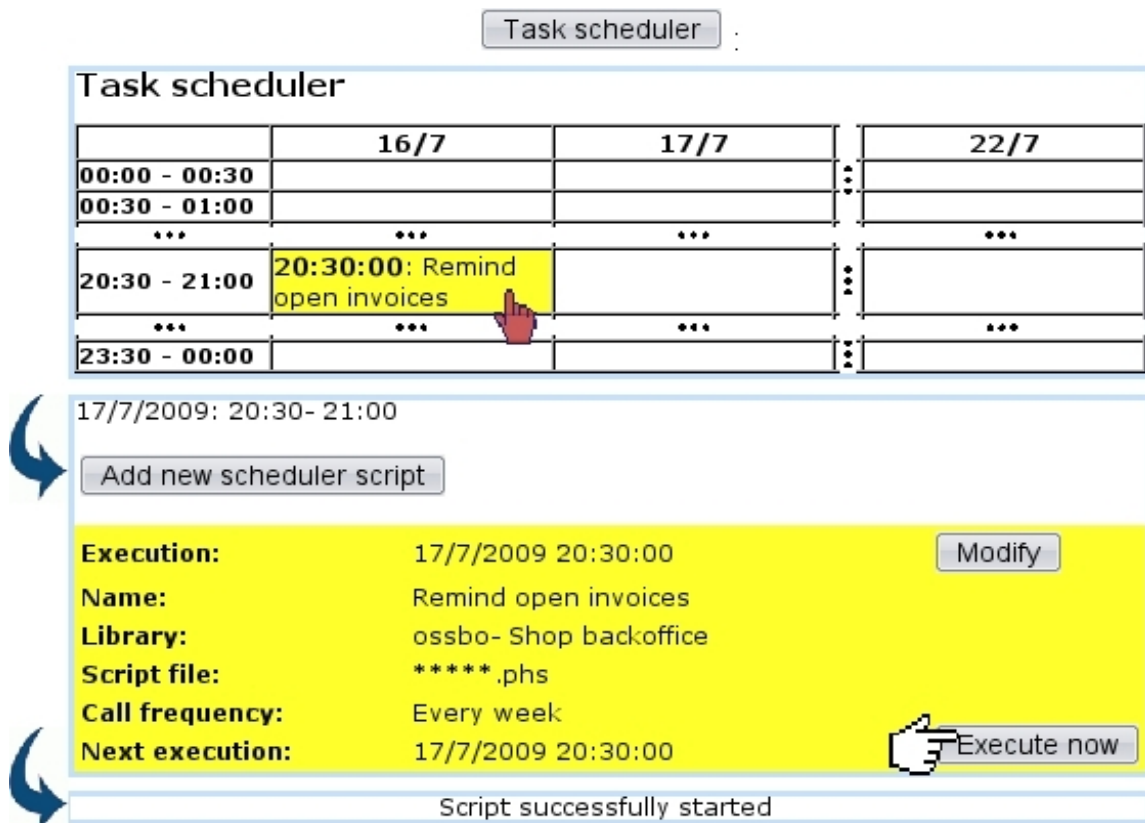 Task scheduler :
Task scheduler
16/7 17/7 22/7
00:00 - 00:30
00:30 - 01:00
... ... ... ...
20:30 - 21:00 20:30:00: Remind
open invoices
... ... ... ...
23:30 - 00:00
17/7/2009: 20:30- 21:00
Add new scheduler script
Execution: 17/7/2009 20:30:00 Modify
Name: Remind open invoices
Library: ossbo- Shop backoffice
Script file: *****.phs
Call frequency: Every week
Next execution: 17/7/2009 20:30:00 Execute now
Script successfully started